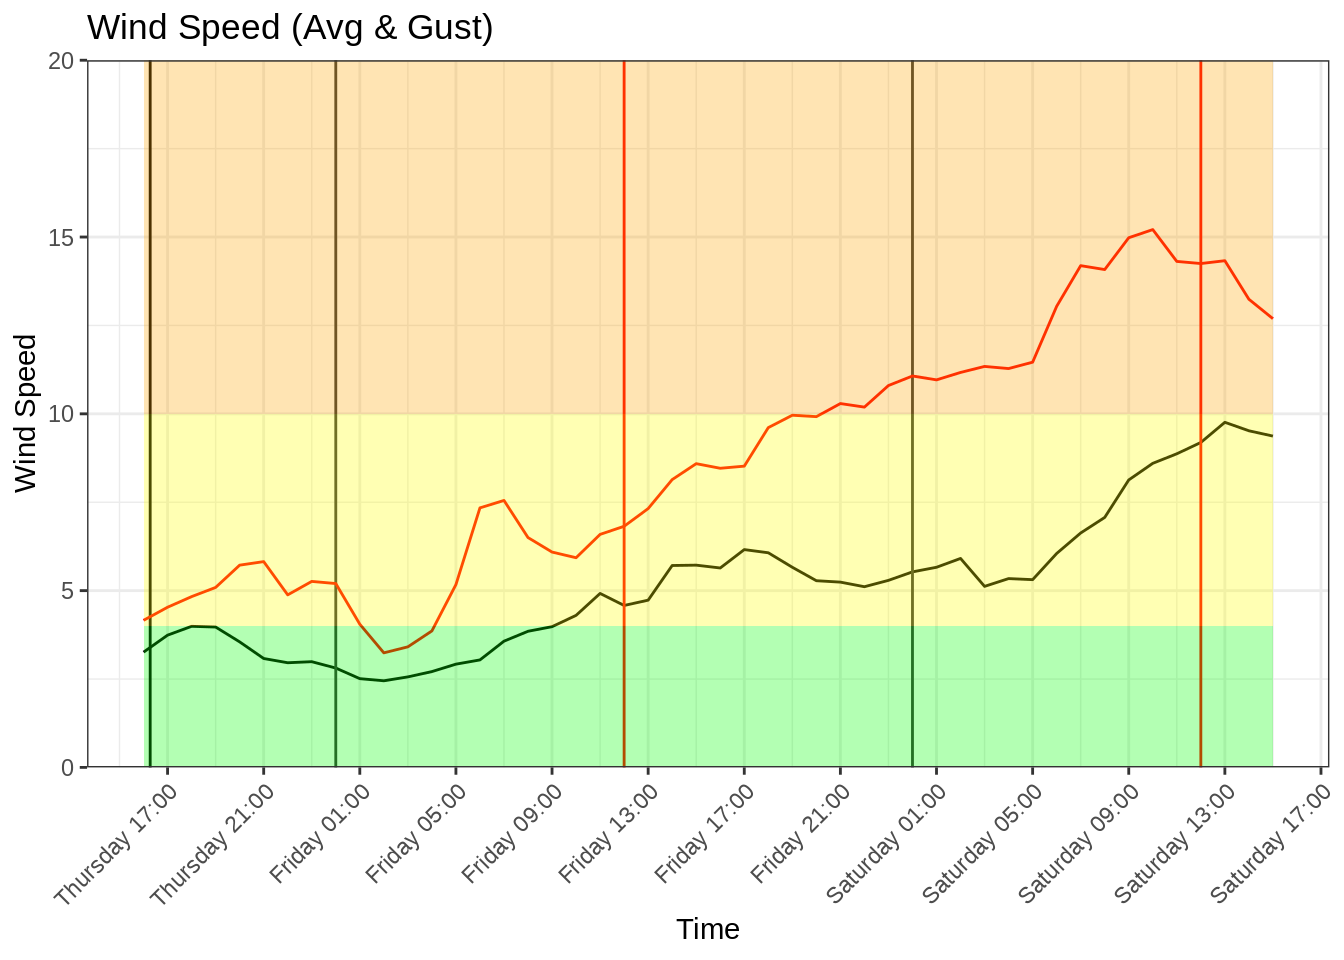 Wind Speed (Avg & Gust)
20
15
10
5
0
Wind Speed
Thursday 17:00
Thursday 21:00
Friday 01:00
Friday 05:00
Friday 09:00
Friday 13:00
Friday 17:00
Friday 21:00
Saturday 01:00
Saturday 05:00
Saturday 09:00
Saturday 13:00
Saturday 17:00
Time